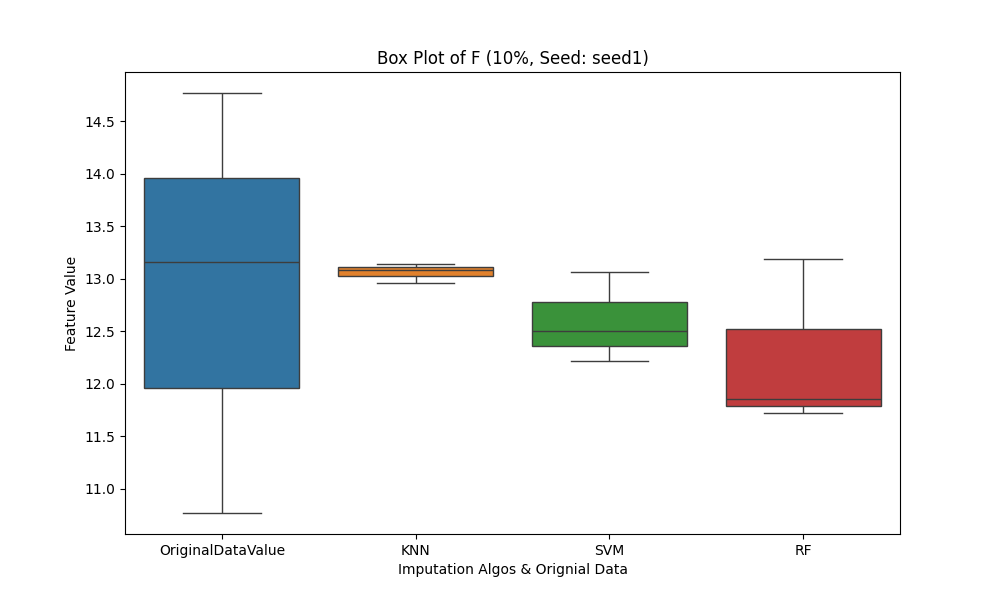 Box Plot of F (10%, Seed: seed1)
Feature Value
14.5
14.0
13.5
13.0
12.5
12.0
11.5
11.0
OriginalDataValue KNN SVM RF
Imputation Algos & Orignial Data